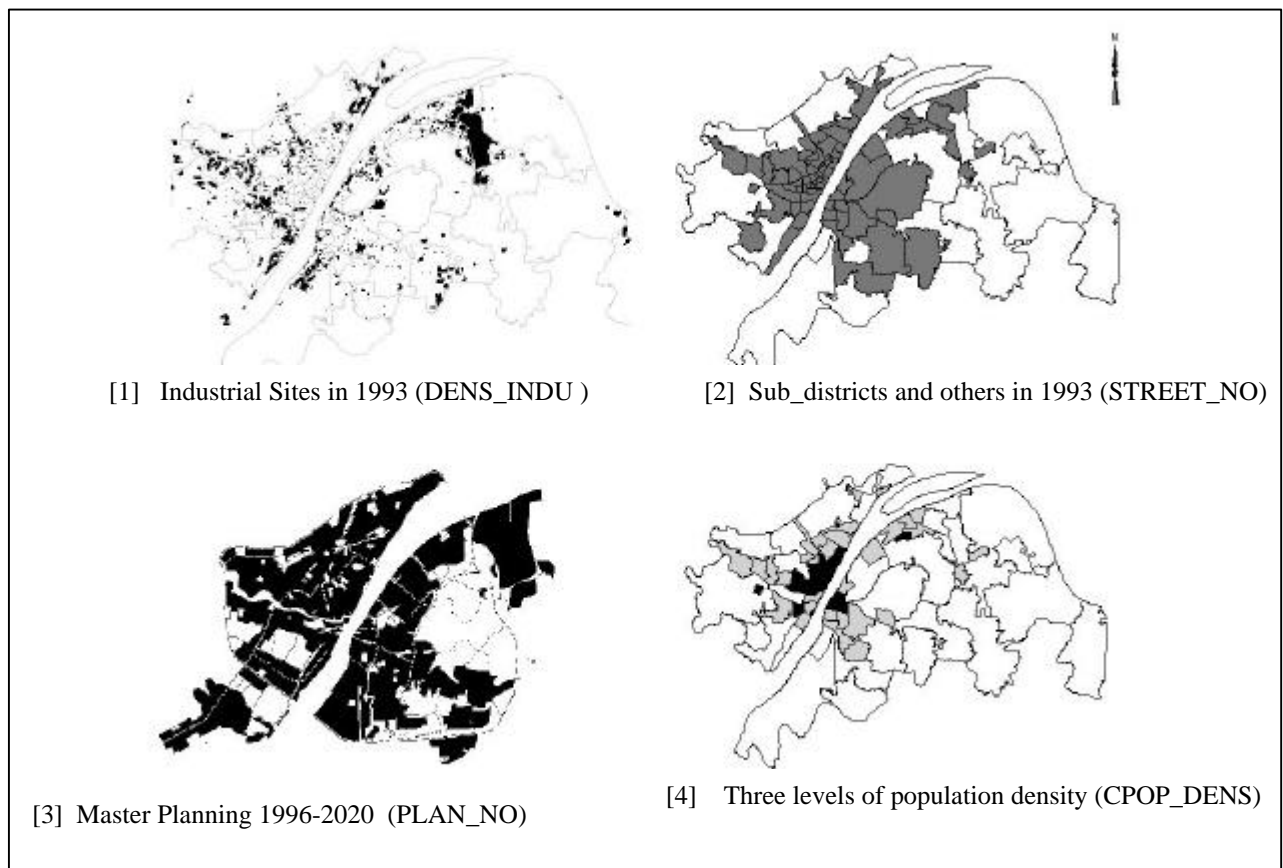 N
[1] Industrial Sites in 1993 (DENS_INDU )
[2] Sub_districts and others in 1993 (STREET_NO)
[3] Master Planning 1996-2020 (PLAN_NO)
[4] Three levels of population density (CPOP_DENS)